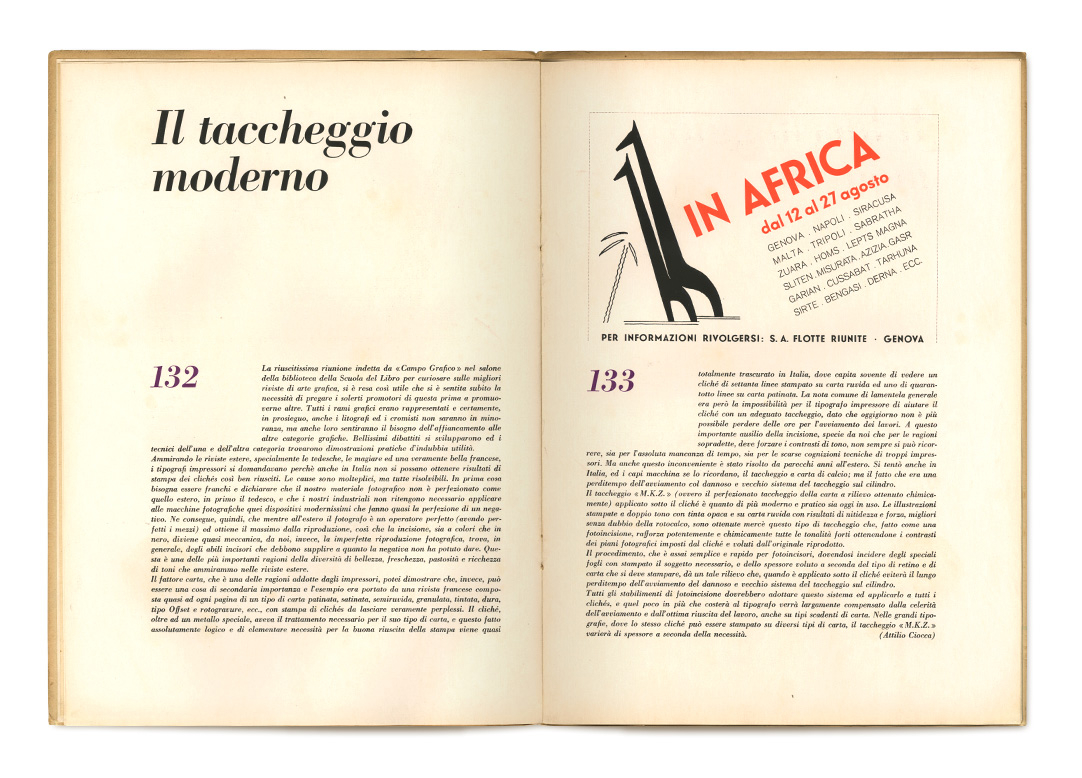 Il taccheggio
moderno
132
La riuscitissima riunione indetta da «Campo Grafico» nel salone
della biblioteca della Scuola del Libro per curiosare sulle migliori
riviste di arte grafica, si è resa così utile che si è sentita subito la
necessità di pregare i solerti promotori di questa prima a promuo-
verne altre. Tutti i rami grafici erano rappresentati e certamente,
in prosieguo, anche i litografi ed i cromisti non saranno in mino-
ranza, ma anche loro sentiranno il bisogno dell'affiancamento alle
altre categorie grafiche. Bellissimi dibattiti si svilupparono ed i
tecnici dell'una e dell'altra categoria trovarono dimostrazioni pratiche d'indubbia utilità.
Ammirando le riviste estere, specialmente le tedesche, le magiare ed una veramente bella francese,
i tipografi impressori si domandavano perchè anche in Italia non si possano ottenere risultati di
stampa dei clichés così ben riusciti. Le cause sono molteplici, ma tutte risolvibili. In prima cosa
bisogna essere franchi e dichiarare che il nostro materiale fotografico non è perfezionato come
quello estero, in primo il tedesco, e che i nostri industriali non ritengono necessario applicare
alle macchine fotografiche quei dispositivi modernissimi che fanno quasi la perfezione di un nega-
tivo. Ne consegue, quindi, che mentre all'estero il fotografo è un operatore perfetto (avendo per-
fetti i mezzi) ed ottiene il massimo dalla riproduzione, così che la incisione, sia a colori che in
nero, diviene quasi meccanica, da noi, invece, la imperfetta riproduzione fotografica, trova, in
generale, degli abili incisori che debbono supplire a quanto la negativa non ha potuto dare. Que-
sta è una delle più importanti ragioni della diversità di bellezza, freschezza, pastosità e ricchezza
di toni che ammirammo nelle riviste estere.
Il fattore carta, che è una delle ragioni addotte dagli impressori, potei dimostrare che, invece, può
essere una cosa di secondaria importanza e l'esempio era portato da una rivista francese compo-
sta quasi ad ogni pagina di un tipo di carta patinata, satinata, semiruvida, granulata, tintata, dura,
tipo Offset e rotogravure, ecc., con stampa di clichés da lasciare veramente perplessi. Il cliché,
oltre ad un metallo speciale, aveva il trattamento necessario per il suo tipo di carta, e questo fatto
assolutamente logico e di elementare necessità per la buona riuscita della stampa viene quasi
IN AFRICA
dal 12 al 27 agosto
GENOVA . NAPOLI . SIRACUSA
MALTA . TRIPOLI . SABRATHA
ZUARA . HOMS . LEPTS MAGNA
SLITEN . MISURATA . AZIZIA . GASR
GARIAN . CUSSABAT . TARHUNA
SIRTE . BENGASI . DERNA . ECC.
PER INFORMAZIONI RIVOLGERSI: S. A. FLOTTE RIUNITE · GENOVA
133
totalmente trascurato in Italia, dove capita sovente di vedere un
cliché di settanta linee stampato su carta ruvida ed uno di quaran-
totto linee su carta patinata. La nota comune di lamentela generale
era però la impossibilità per il tipografo impressore di aiutare il
cliché con un adeguato taccheggio, dato che oggigiorno non è più
possibile perdere delle ore per l'avviamento dei lavori. A questo
importante ausilio della incisione, specie da noi che per le ragioni
sopradette, deve forzare i contrasti di tono, non sempre si può ricor-
rere, sia per l'assoluta mancanza di tempo, sia per le scarse cognizioni tecniche di troppi impres-
sori. Ma anche questo inconveniente è stato risolto da parecchi anni all'estero. Si tentò anche in
Italia, ed i capi macchina se lo ricordano, il taccheggio a carta di calcio; ma il fatto che era una
perditempo dell'avviamento col dannoso e vecchio sistema del taccheggio sul cilindro.
Il taccheggio «M.K.Z.» (ovvero il perfezionato taccheggio della carta a rilievo ottenuto chimica-
mente) applicato sotto il cliché è quanto di più moderno e pratico sia oggi in uso. Le illustrazioni
stampate a doppio tono con tinta opaca e su carta ruvida con risultati di nitidezza e forza, migliori
senza dubbio della rotocalco, sono ottenute mercè questo tipo di taccheggio che, fatto come una
fotoincisione, rafforza potentemente e chimicamente tutte le tonalità forti ottendendone i contrasti
dei piani fotografici imposti dal cliché e voluti dall'originale riprodotto.
Il procedimento, che è assai semplice e rapido per fotoincisori, dovendosi incidere degli speciali
fogli con stampato il soggetto necessario, e dello spessore voluto a seconda del tipo di retino e di
carta che si deve stampare, dà un tale rilievo che, quando è applicato sotto il cliché eviterà il lungo
perditempo dell'avviamento del dannoso e vecchio sistema del taccheggio sul cilindro.
Tutti gli stabilimenti di fotoincisione dovrebbero adottare questo sistema ed applicarlo a tutti i
clichés, e quel poco in più che costerà al tipografo verrà largamente compensato dalla celerità
dell'avviamento e dall'ottima riuscita del lavoro, anche su tipi scadenti di carta. Nelle grandi tipo-
grafie, dove lo stesso cliché può essere stampato su diversi tipi di carta, il taccheggio «M.K.Z.»
varierà di spessore a seconda della necessità. (Attilio Ciocca)